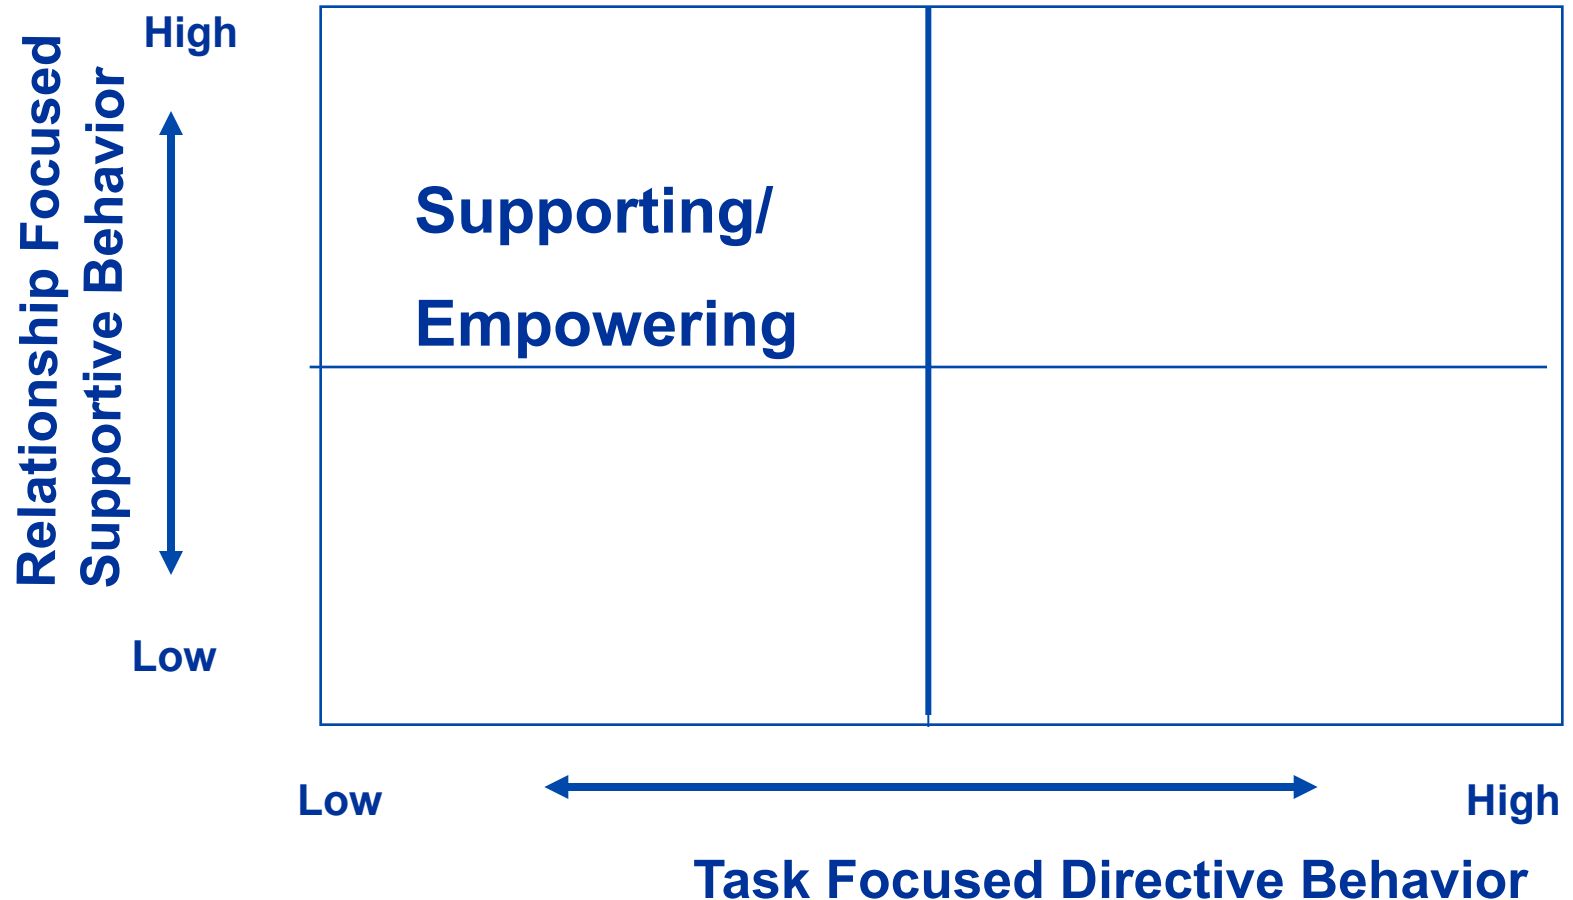 High
Relationship Focused
Supportive Behavior
Supporting/
Empowering
Low
Low
High
Task Focused Directive Behavior